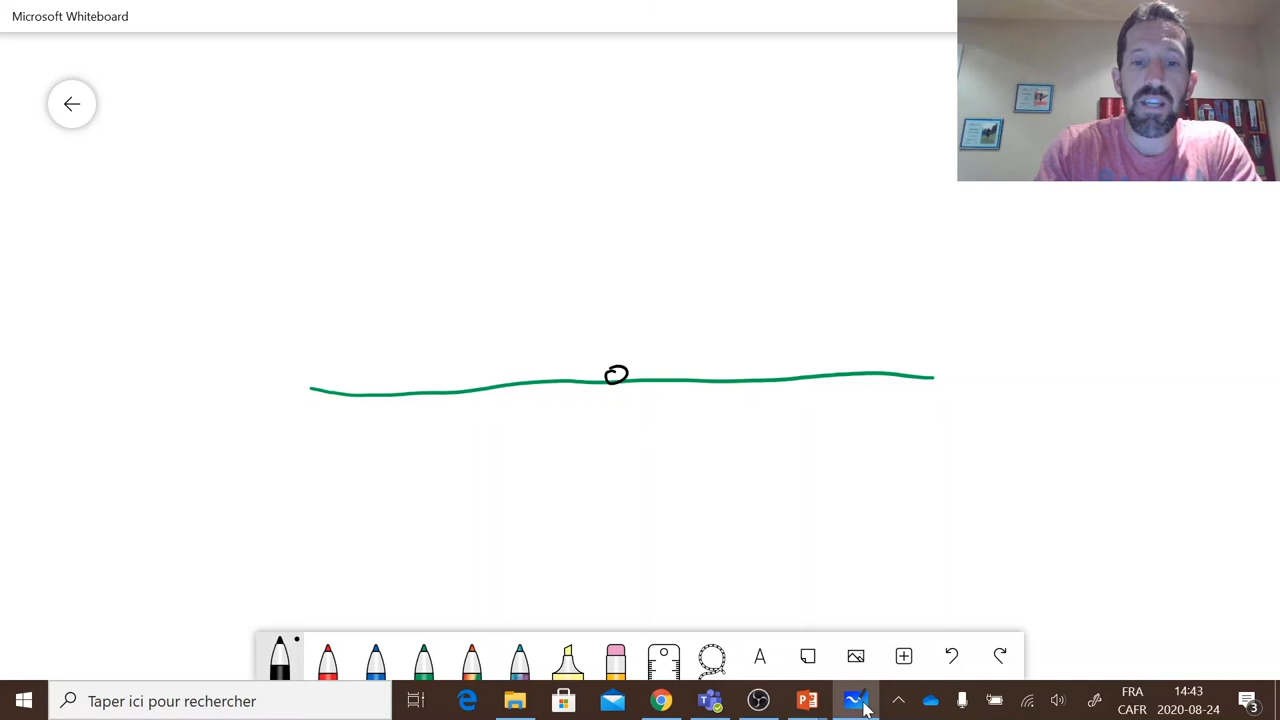 Microsoft Whiteboard
A
Taper ici pour rechercher
FRA
CAFR
14:43
2020-08-24
3